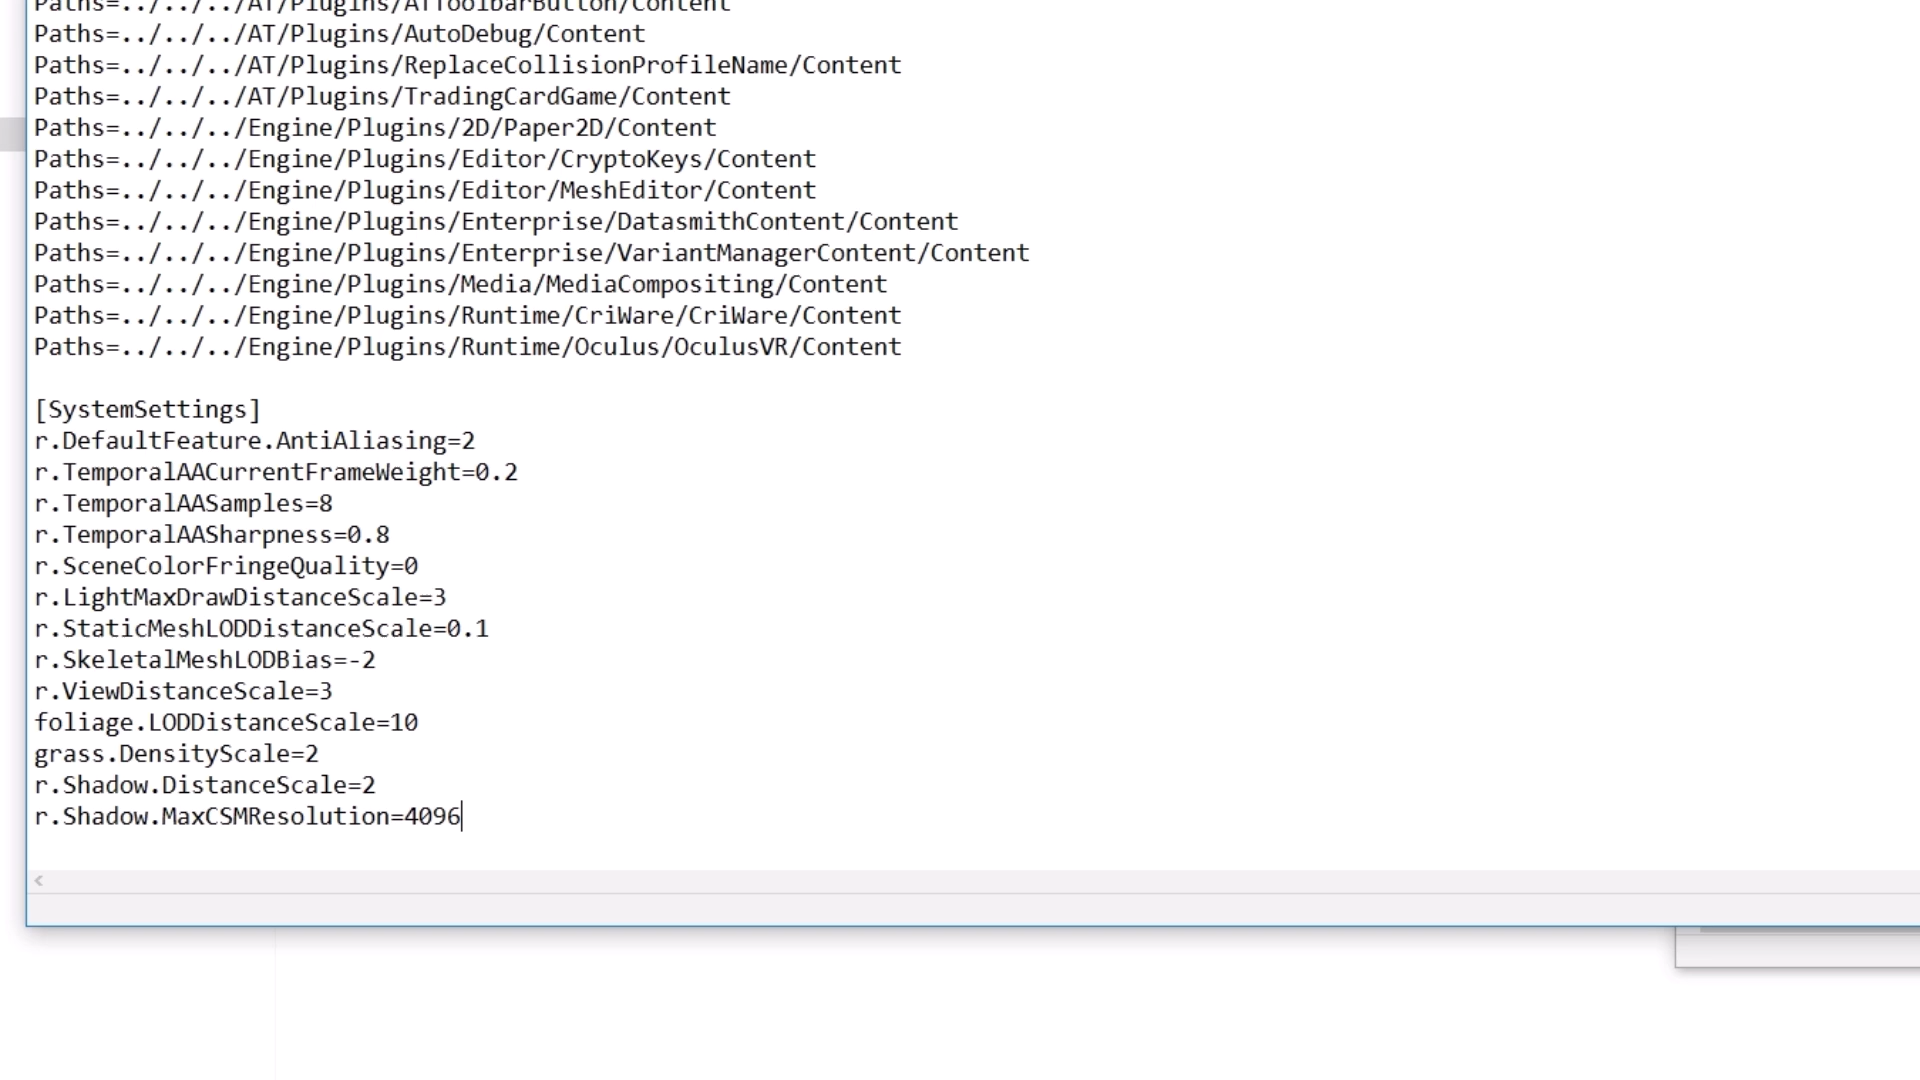 Paths=../../../AT/Plugins/ATToolbarButton/Content
Paths=../../../AT/Plugins/AutoDebug/Content
Paths=../../../AT/Plugins/ReplaceCollisionProfileName/Content
Paths=../../../AT/Plugins/TradingCardGame/Content
Paths=../../../Engine/Plugins/2D/Paper2D/Content
Paths=../../../Engine/Plugins/Editor/CryptoKeys/Content
Paths=../../../Engine/Plugins/Editor/MeshEditor/Content
Paths=../../../Engine/Plugins/Enterprise/DatasmithContent/Content
Paths=../../../Engine/Plugins/Enterprise/VariantManagerContent/Content
Paths=../../../Engine/Plugins/Media/MediaCompositing/Content
Paths=../../../Engine/Plugins/Runtime/CriWare/CriWare/Content
Paths=../../../Engine/Plugins/Runtime/Oculus/OculusVR/Content
[SystemSettings]
r.DefaultFeature.AntiAliasing=2
r.TemporalAACurrentFrameWeight=0.2
r.TemporalAASamples=8
r.TemporalAASharpness=0.8
r.SceneColorFringeQuality=0
r.LightMaxDrawDistanceScale=3
r.StaticMeshLODDistanceScale=0.1
r.SkeletalMeshLODBias=-2
r.ViewDistanceScale=3
foliage.LODDistanceScale=10
grass.DensityScale=2
r.Shadow.DistanceScale=2
r.Shadow.MaxCSMResolution=4096